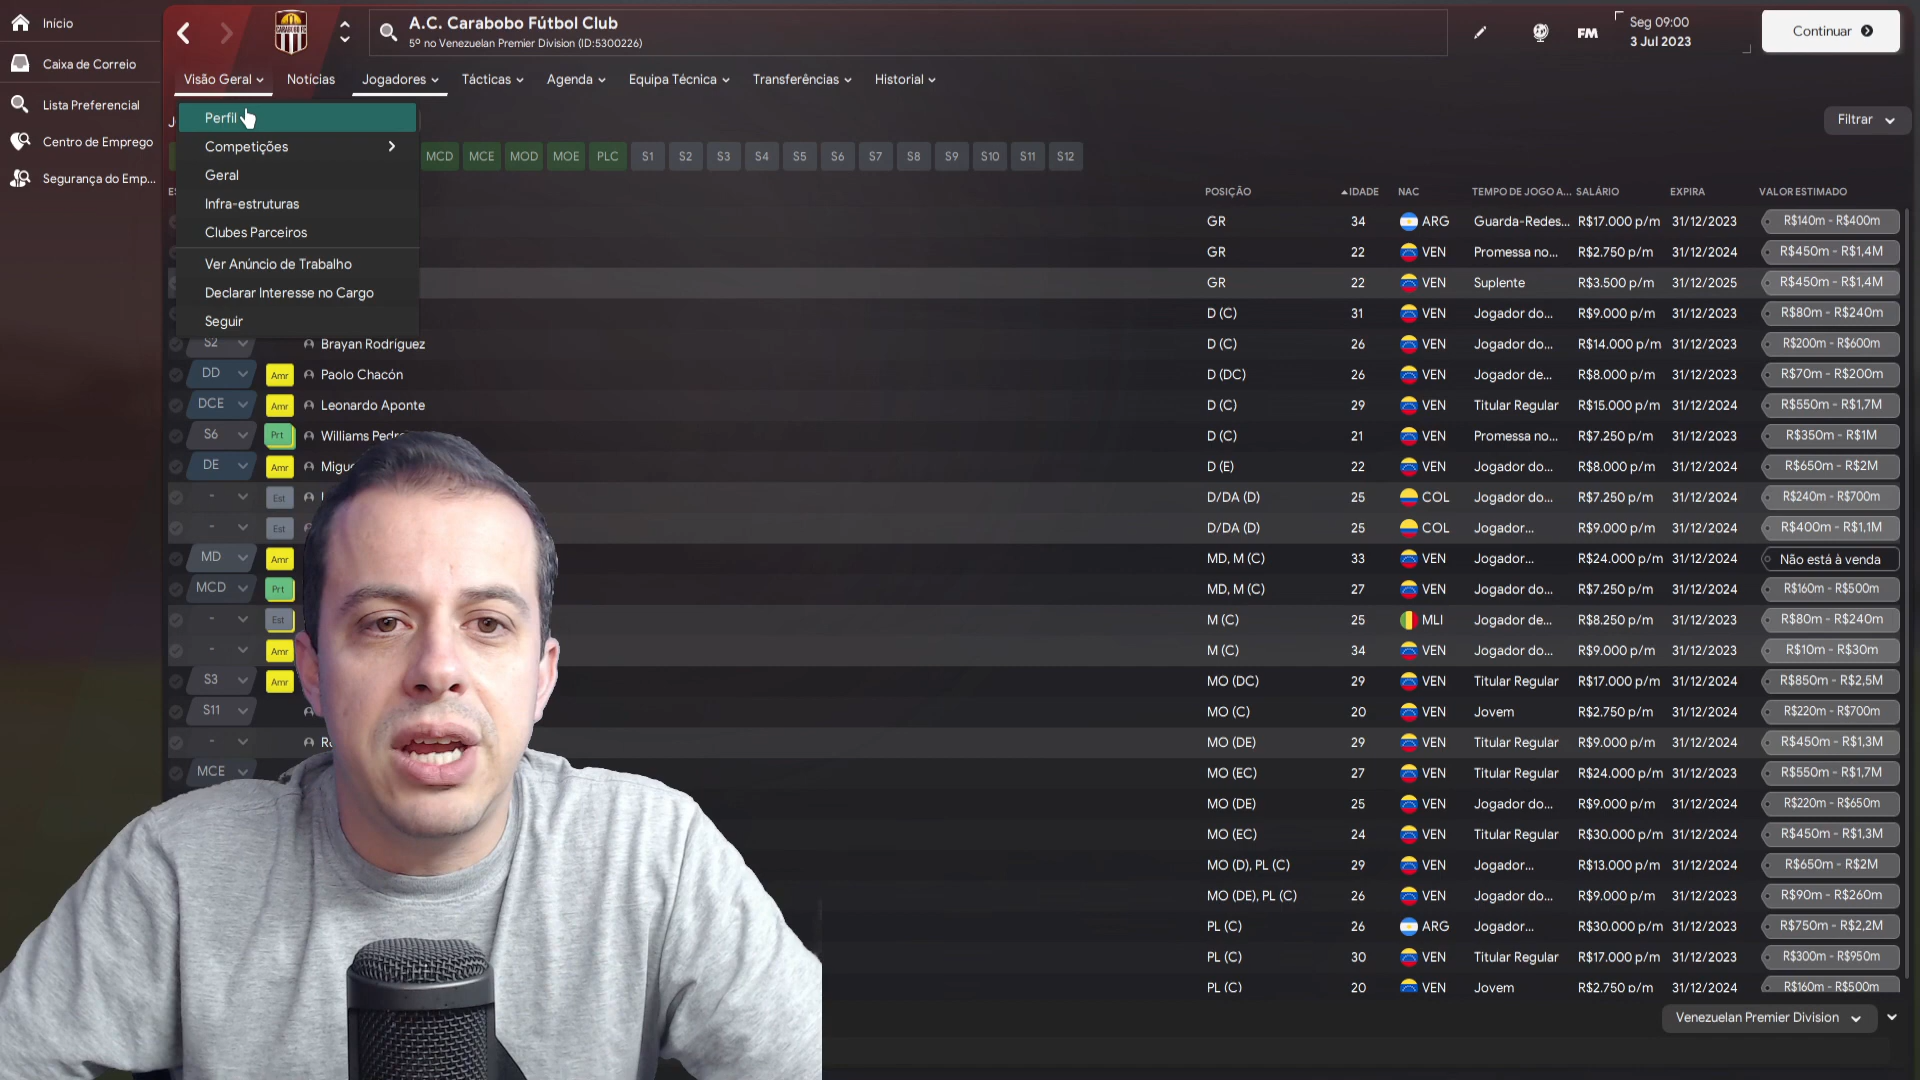 Início
Caixa de Correio
Lista Preferencial
Centro de Emprego
Segurança do Emp...
A.C. Carabobo Fútbol Club
5º no Venezuelan Premier Division (ID:5300226)
FM
Seg 09:00
3 Jul 2023
Continuar
Visão Geral
Notícias
Jogadores
Tácticas
Agenda
Equipa Técnica
Transferências
Historial
Perfil
Competições
Geral
Infra-estruturas
Clubes Parceiros
Ver Anúncio de Trabalho
Declarar Interesse no Cargo
Seguir
Filtrar
MCD MCE MOD MOE PLC S1 S2 S3 S4 S5 S6 S7 S8 S9 S10 S11 S12
POSIÇÃO IDADE NAC TEMPO DE JOGO A... SALÁRIO EXPIRA VALOR ESTIMADO
GR 34 ARG Guarda-Redes... R$17.000 p/m 31/12/2023 R$140m - R$400m
GR 22 VEN Promessa no... R$2.750 p/m 31/12/2024 R$450m - R$1,4M
GR 22 VEN Suplente R$3.500 p/m 31/12/2025 R$450m - R$1,4M
D (C) 31 VEN Jogador do... R$9.000 p/m 31/12/2023 R$80m - R$240m
S2 Brayan Rodríguez D (C) 26 VEN Jogador do... R$14.000 p/m 31/12/2023 R$200m - R$600m
DD Amr Paolo Chacón D (DC) 26 VEN Jogador de... R$8.000 p/m 31/12/2023 R$70m - R$200m
DCE Amr Leonardo Aponte D (C) 29 VEN Titular Regular R$15.000 p/m 31/12/2024 R$550m - R$1,7M
S6 Prt Williams D (C) 21 VEN Promessa no... R$7.250 p/m 31/12/2023 R$350m - R$1M
DE Amr D (E) 22 VEN Jogador do... R$8.000 p/m 31/12/2024 R$650m - R$2M
- Est D/DA (D) 25 COL Jogador do... R$7.250 p/m 31/12/2024 R$240m - R$700m
- Est D/DA (D) 25 COL Jogador... R$9.000 p/m 31/12/2024 R$400m - R$1,1M
MD Amr MD, M (C) 33 VEN Jogador... R$24.000 p/m 31/12/2024 Não está à venda
MCD Prt MD, M (C) 27 VEN Jogador do... R$7.250 p/m 31/12/2024 R$160m - R$500m
- Est M (C) 25 MLI Jogador de... R$8.250 p/m 31/12/2023 R$80m - R$240m
- Amr M (C) 34 VEN Jogador do... R$9.000 p/m 31/12/2023 R$10m - R$30m
S3 Amr MO (DC) 29 VEN Titular Regular R$17.000 p/m 31/12/2024 R$850m - R$2,5M
S11 MO (C) 20 VEN Jovem R$2.750 p/m 31/12/2024 R$220m - R$700m
- MO (DE) 29 VEN Titular Regular R$9.000 p/m 31/12/2024 R$450m - R$1,3M
MCE MO (EC) 27 VEN Titular Regular R$24.000 p/m 31/12/2023 R$550m - R$1,7M
MO (DE) 25 VEN Jogador do... R$9.000 p/m 31/12/2024 R$220m - R$650m
MO (EC) 24 VEN Titular Regular R$30.000 p/m 31/12/2024 R$450m - R$1,3M
MO (D), PL (C) 29 VEN Jogador... R$13.000 p/m 31/12/2024 R$650m - R$2M
MO (DE), PL (C) 26 VEN Jogador do... R$9.000 p/m 31/12/2023 R$90m - R$260m
PL (C) 26 ARG Jogador... R$30.000 p/m 31/12/2023 R$750m - R$2,2M
PL (C) 30 VEN Titular Regular R$17.000 p/m 31/12/2023 R$300m - R$950m
PL (C) 20 VEN Jovem R$2.750 p/m 31/12/2024 R$160m - R$500m
Venezuelan Premier Division